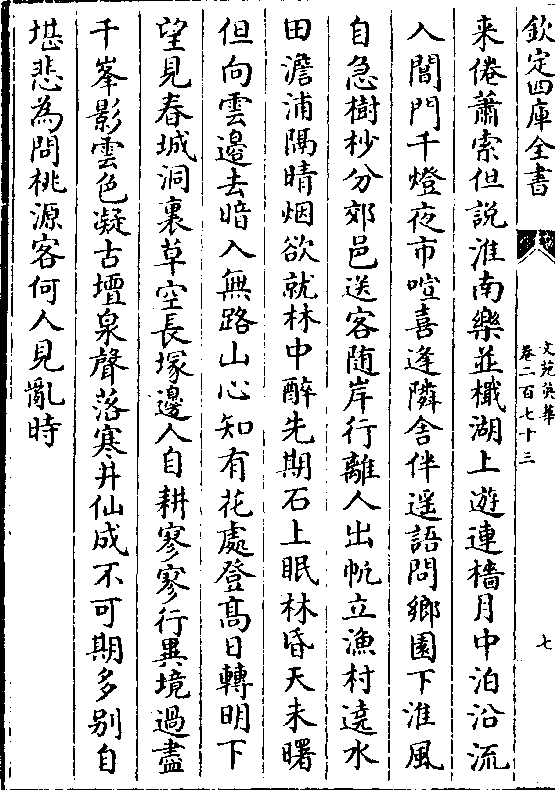 欽定四庫全書
文苑英華
卷二百七十三
七
来倦蕭索但說淮南樂並檝湖上遊連檣月中泊沿流
入閶門千燈夜市喧喜逢隣舍伴遥語問鄉園下淮風
自急樹杪分郊邑送客随岸行離人出帆立漁村遶水
田澹浦隅晴烟欲就林中醉先期石上眠林昏天未曙
但向雲邉去暗入無路山心知有花處登髙日轉明下
望見春城洞裏草空長塚邊人自耕寥寥行異境過盡
千峯影雲色凝古壇泉聲落寒井仙成不可期多别自
堪悲為問桃源客何人見亂時